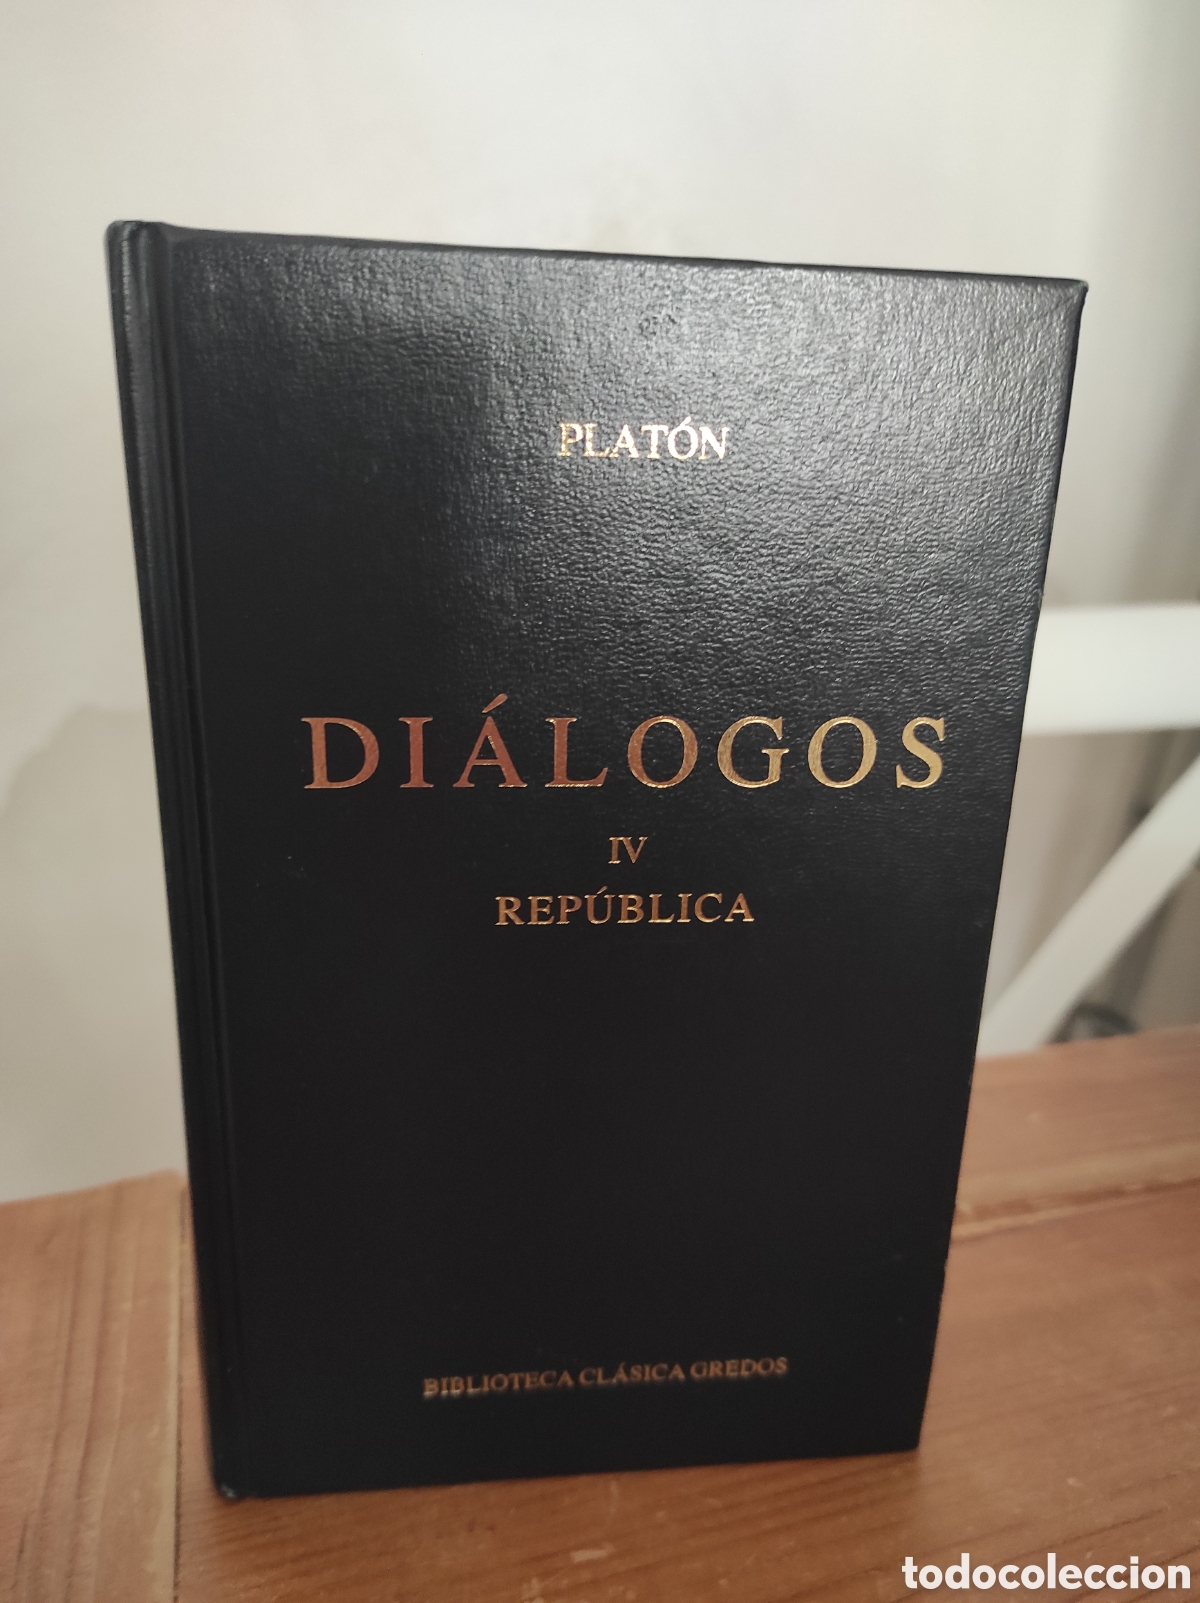 PLATÓN
DIÁLOGOS
IV
REPÚBLICA
BIBLIOTECA CLÁSICA GREDOS
todocoleccion